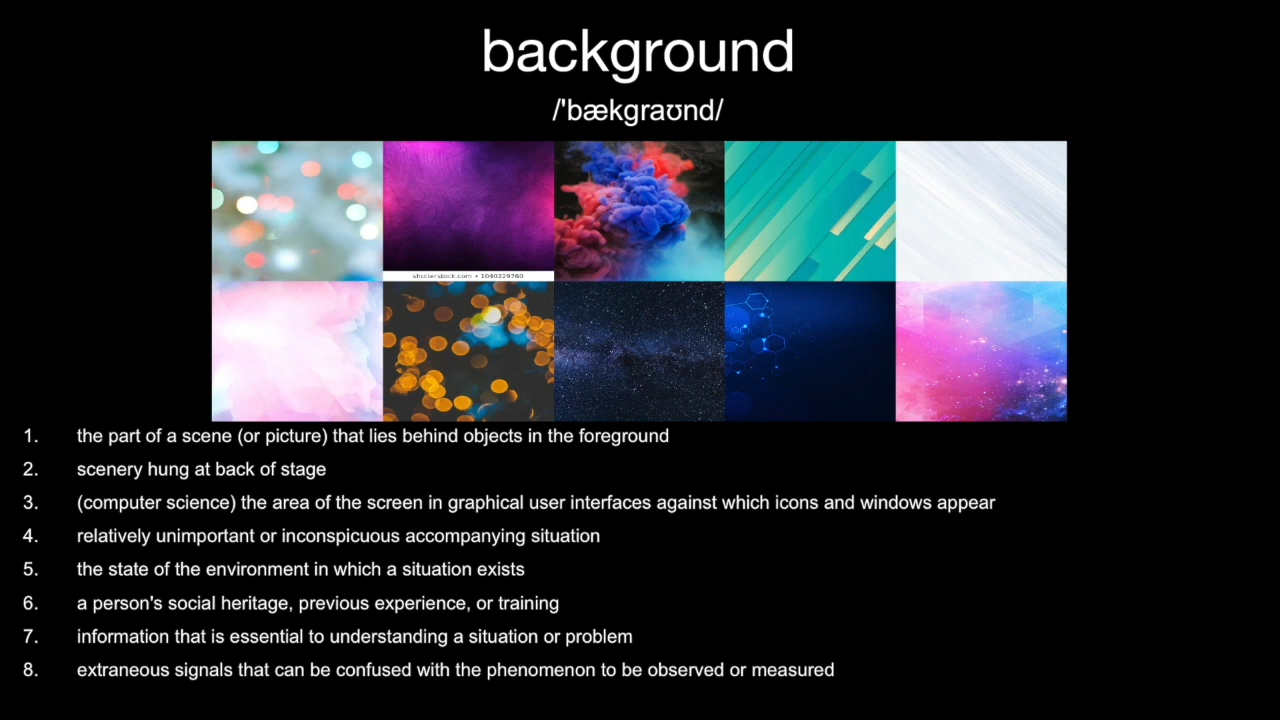 background
/ˈbækgraʊnd/
shutterstock.com • 1080229760
1. the part of a scene (or picture) that lies behind objects in the foreground
2. scenery hung at back of stage
3. (computer science) the area of the screen in graphical user interfaces against which icons and windows appear
4. relatively unimportant or inconspicuous accompanying situation
5. the state of the environment in which a situation exists
6. a person's social heritage, previous experience, or training
7. information that is essential to understanding a situation or problem
8. extraneous signals that can be confused with the phenomenon to be observed or measured